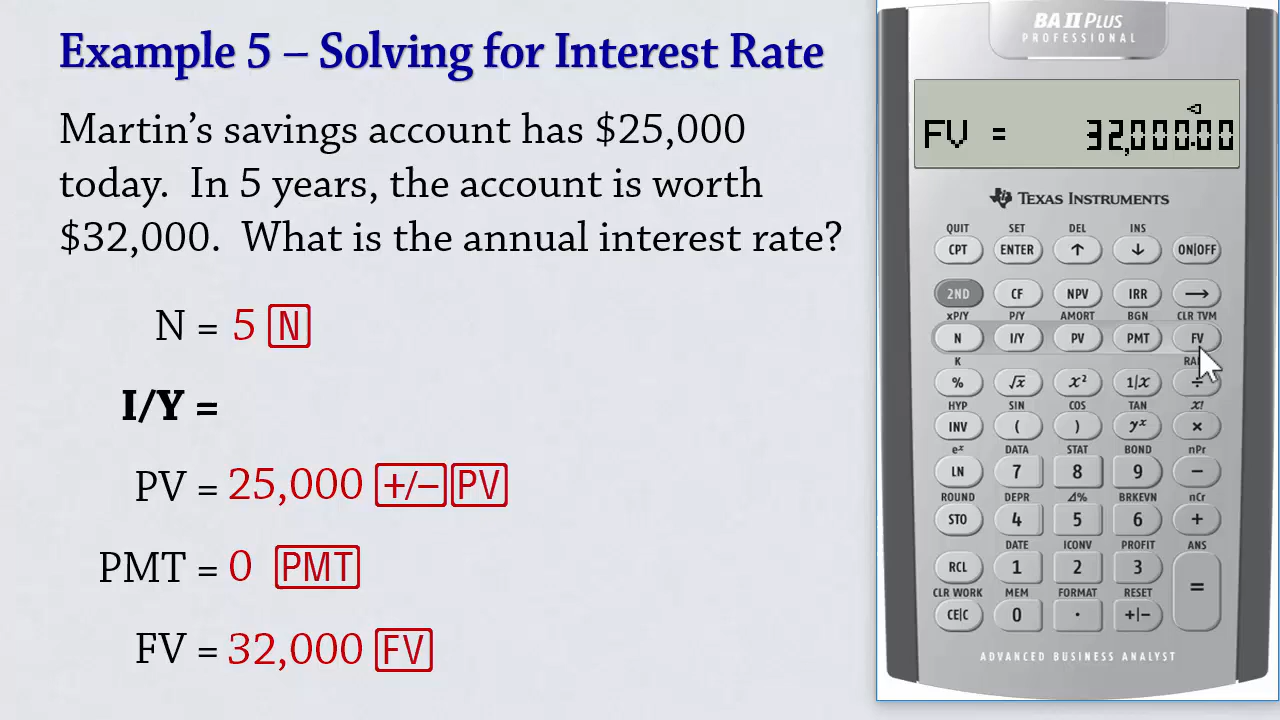 Example 5 – Solving for Interest Rate
Martin's savings account has $25,000
today. In 5 years, the account is worth
$32,000. What is the annual interest rate?
N = 5 N
I/Y =
PV = 25,000 +/– PV
PMT = 0 PMT
FV = 32,000 FV
BA II PLUS
PROFESSIONAL
FV = 32,000.00
TEXAS INSTRUMENTS
QUIT SET DEL INS
CPT ENTER ↑ ↓ ON|OFF
2ND CF NPV IRR →
xP/Y P/Y AMORT BGN CLR TVM
N I/Y PV PMT FV
K
% √x x² 1/x ÷
HYP SIN COS TAN x!
INV ( ) yˣ ×
eˣ DATA STAT BOND nPr
LN 7 8 9 −
ROUND DEPR Δ% BRKEVN nCr
STO 4 5 6 +
DATE ICONV PROFIT ANS
RCL 1 2 3 =
CLR WORK MEM FORMAT RESET
CE|C 0 . +|−
ADVANCED BUSINESS ANALYST